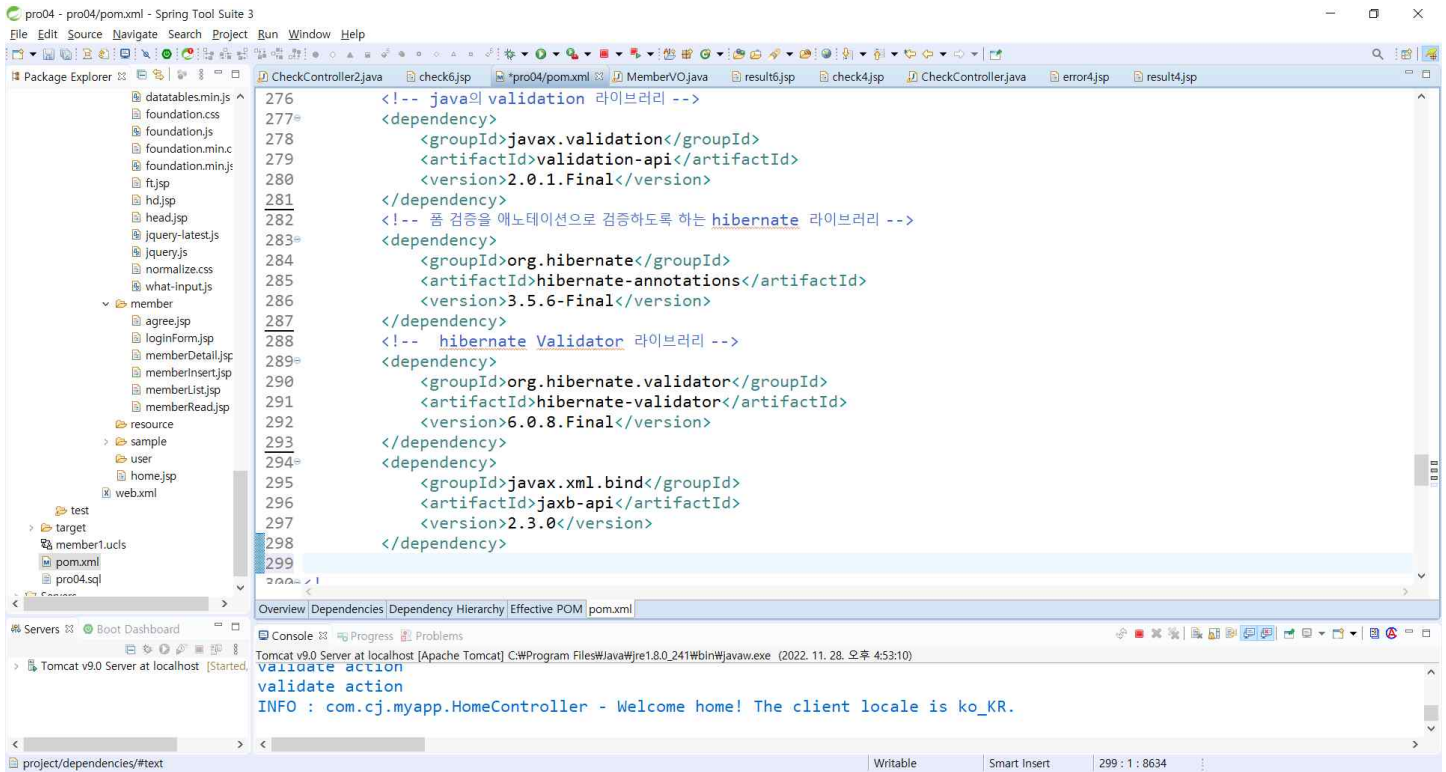 pro04 - pro04/pom.xml - Spring Tool Suite 3
File Edit Source Navigate Search Project Run Window Help
Package Explorer
datatables.min.js
foundation.css
foundation.js
foundation.min.c
foundation.min.js
ft.jsp
hd.jsp
head.jsp
jquery-latest.js
jquery.js
normalize.css
what-input.js
member
agree.jsp
loginForm.jsp
memberDetail.jsp
memberInsert.jsp
memberList.jsp
memberRead.jsp
resource
sample
user
home.jsp
web.xml
test
target
member1.ucls
pom.xml
pro04.sql
Servers
CheckController2.java check6.jsp *pro04/pom.xml MemberVO.java result6.jsp check4.jsp CheckController.java error4.jsp result4.jsp
276 <!-- java의 validation 라이브러리 -->
277 <dependency>
278 <groupId>javax.validation</groupId>
279 <artifactId>validation-api</artifactId>
280 <version>2.0.1.Final</version>
281 </dependency>
282 <!-- 폼 검증을 애노테이션으로 검증하도록 하는 hibernate 라이브러리 -->
283 <dependency>
284 <groupId>org.hibernate</groupId>
285 <artifactId>hibernate-annotations</artifactId>
286 <version>3.5.6-Final</version>
287 </dependency>
288 <!--  hibernate Validator 라이브러리 -->
289 <dependency>
290 <groupId>org.hibernate.validator</groupId>
291 <artifactId>hibernate-validator</artifactId>
292 <version>6.0.8.Final</version>
293 </dependency>
294 <dependency>
295 <groupId>javax.xml.bind</groupId>
296 <artifactId>jaxb-api</artifactId>
297 <version>2.3.0</version>
298 </dependency>
299
300 <!
Overview Dependencies Dependency Hierarchy Effective POM pom.xml
Servers Boot Dashboard
Tomcat v9.0 Server at localhost [Started,
Console Progress Problems
Tomcat v9.0 Server at localhost [Apache Tomcat] C:₩Program Files₩Java₩jre1.8.0_241₩bin₩javaw.exe (2022. 11. 28. 오후 4:53:10)
validate action
validate action
INFO : com.cj.myapp.HomeController - Welcome home! The client locale is ko_KR.
project/dependencies/#text Writable Smart Insert 299 : 1 : 8634